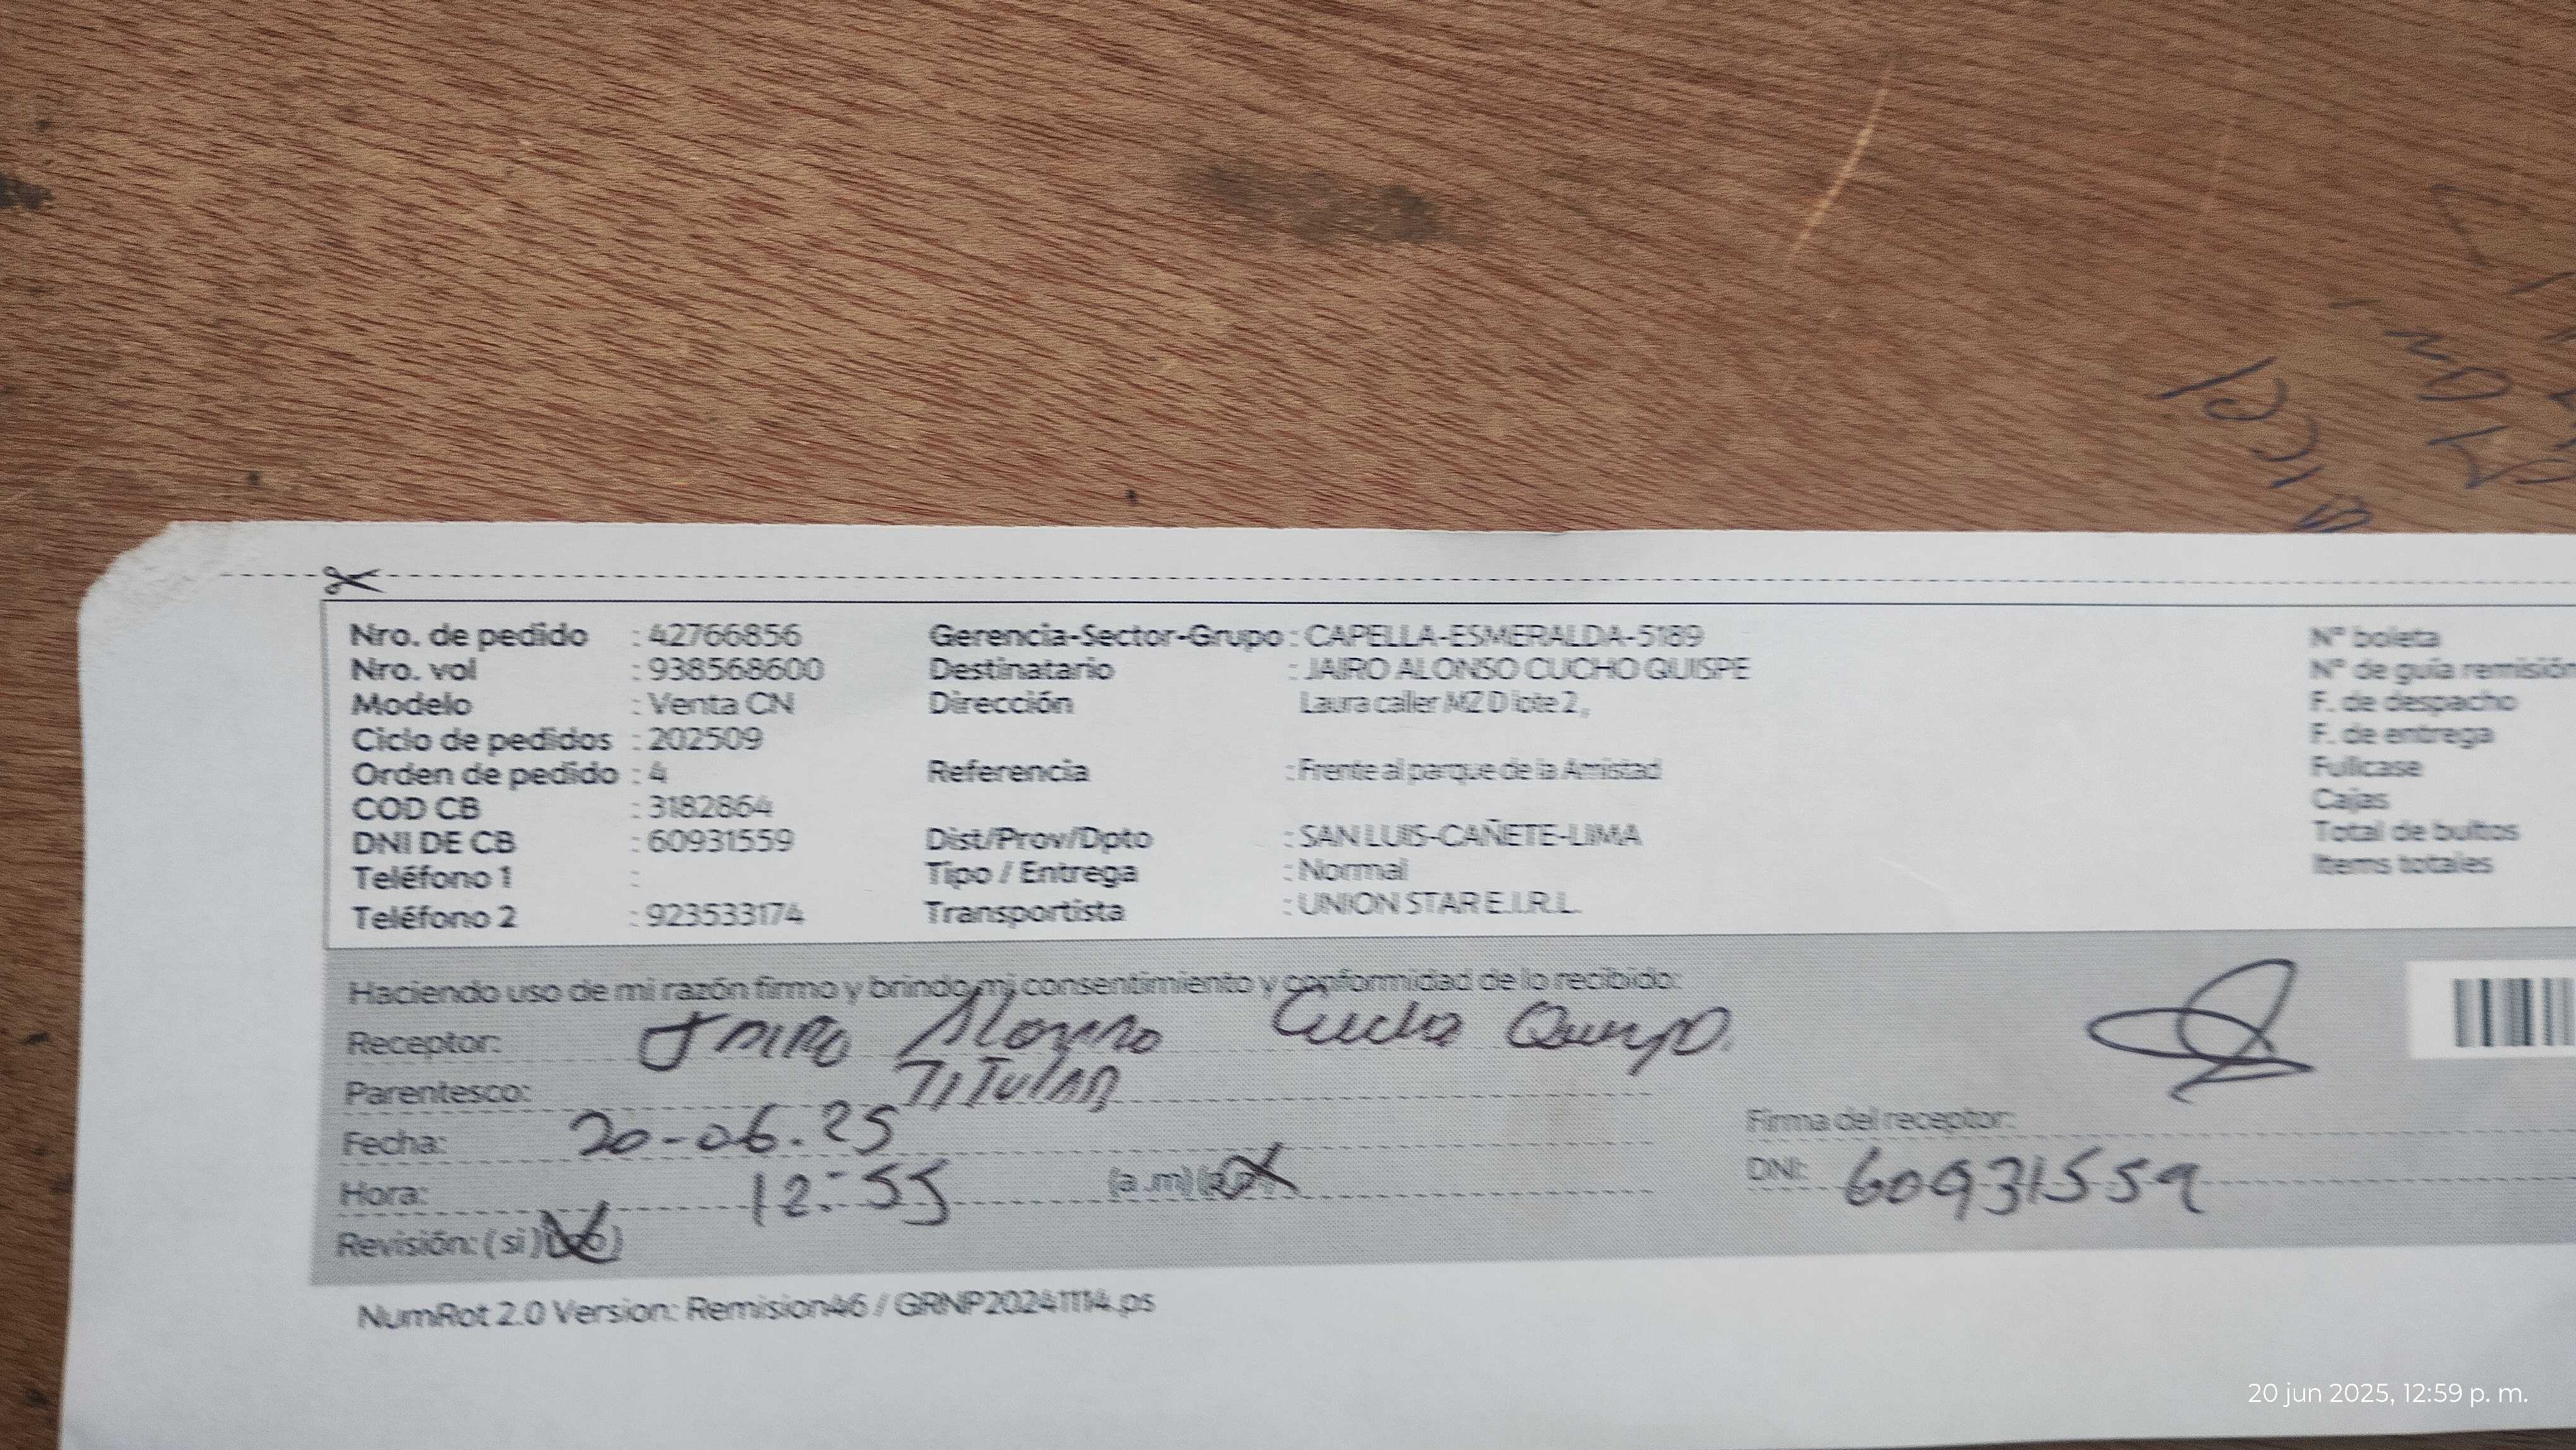 Nro. de pedido : 42766856 Gerencia-Sector-Grupo : CAPELLA-ESMERALDA-5189 Nº boleta
Nro. vol : 938568600 Destinatario : JAIRO ALONSO CUCHO QUISPE Nº de guía remisión
Modelo : Venta CN Dirección Laura caller MZ D lote 2, F. de despacho
Ciclo de pedidos : 202509 F. de entrega
Orden de pedido : 4 Referencia : Frente al parque de la Amistad Fullcase
COD CB : 3182864 Cajas
DNI DE CB : 60931559 Dist/Prov/Dpto : SAN LUIS-CAÑETE-LIMA Total de bultos
Teléfono 1 : Tipo / Entrega : Normal Items totales
Teléfono 2 : 923533174 Transportista : UNION STAR E.I.R.L.
Haciendo uso de mi razón firmo y brindo mi consentimiento y conformidad de lo recibido:
Receptor: JAIRO Alonso Cucho Quispe
Parentesco: TITULAR
Fecha: 20-06-25 Firma del receptor:
Hora: 12:55 (a.m) DNI: 60931559
Revisión: (si) (no)
NumRot 2.0 Version: Remision46 / GRNP20241114.ps
20 jun 2025, 12:59 p. m.